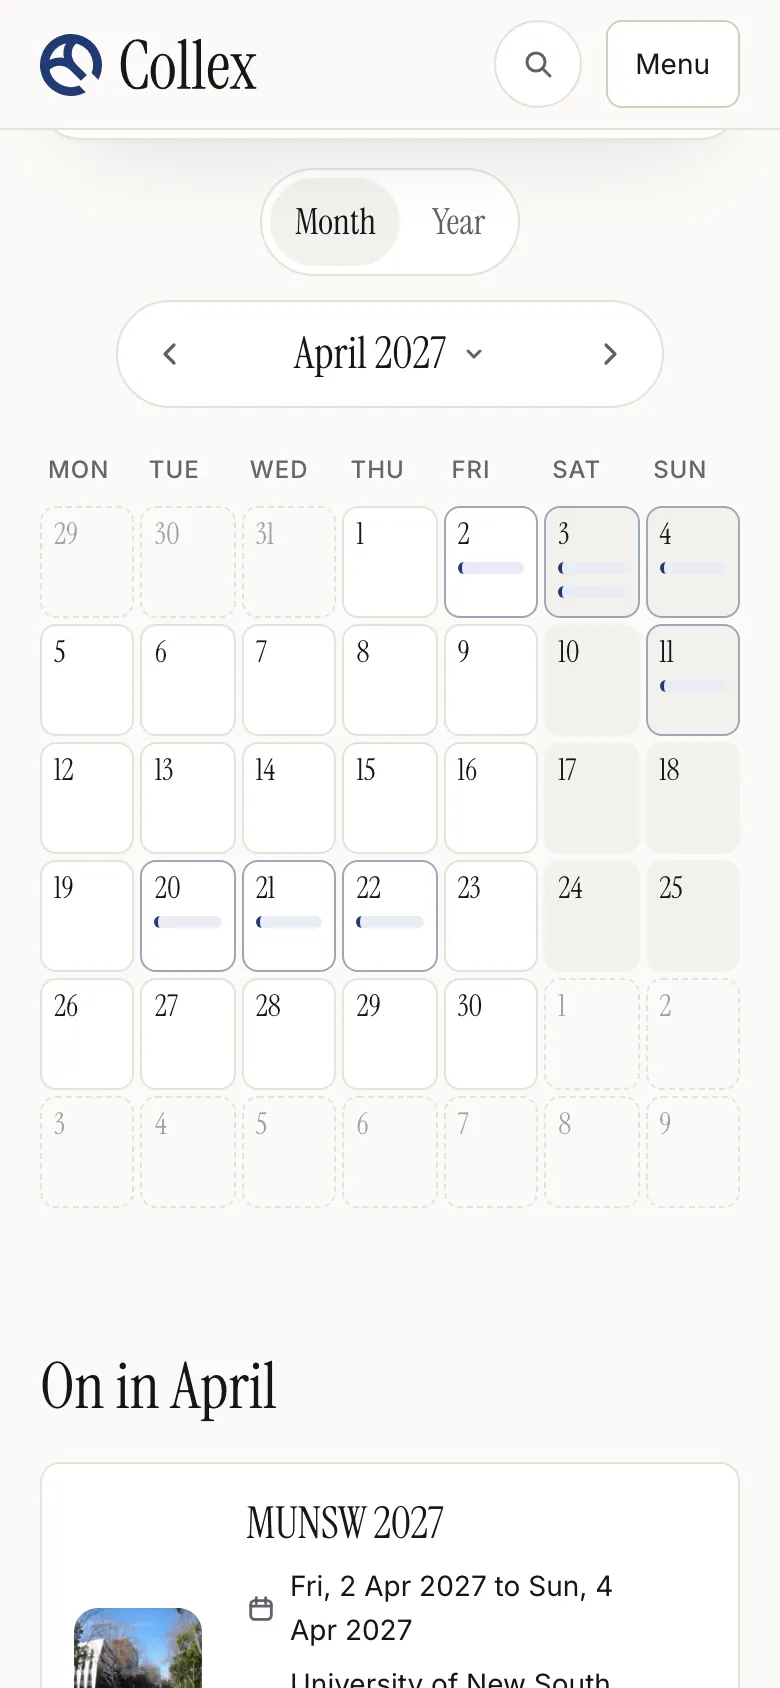 Collex
Menu
Month Year
April 2027
MON TUE WED THU FRI SAT SUN
29 30 31 1 2 3 4
5 6 7 8 9 10 11
12 13 14 15 16 17 18
19 20 21 22 23 24 25
26 27 28 29 30 1 2
3 4 5 6 7 8 9
On in April
MUNSW 2027
Fri, 2 Apr 2027 to Sun, 4
Apr 2027
University of New South